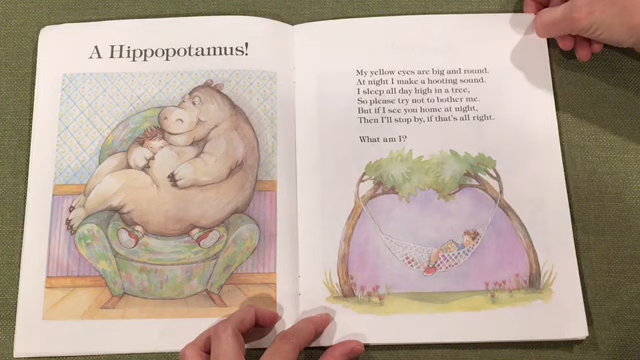 A Hippopotamus!
My yellow eyes are big and round.
At night I make a hooting sound.
I sleep all day high in a tree,
So please try not to bother me.
But if I see you home at night,
Then I'll stop by, if that's all right.
What am I?